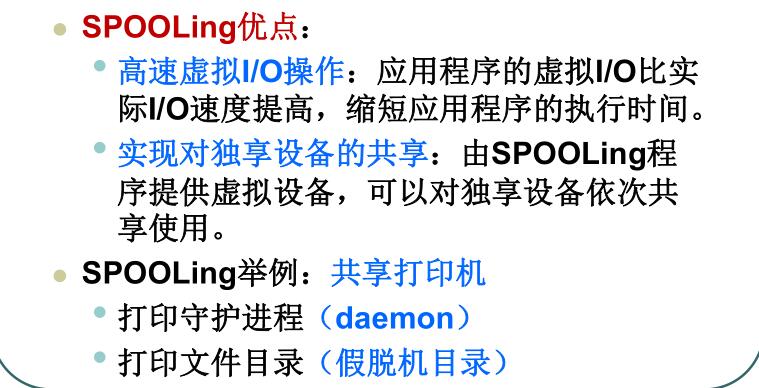 SPOOLing优点：
高速虚拟I/O操作：应用程序的虚拟I/O比实
际I/O速度提高，缩短应用程序的执行时间。
实现对独享设备的共享：由SPOOLing程
序提供虚拟设备，可以对独享设备依次共
享使用。
SPOOLing举例：共享打印机
打印守护进程（daemon）
打印文件目录（假脱机目录）